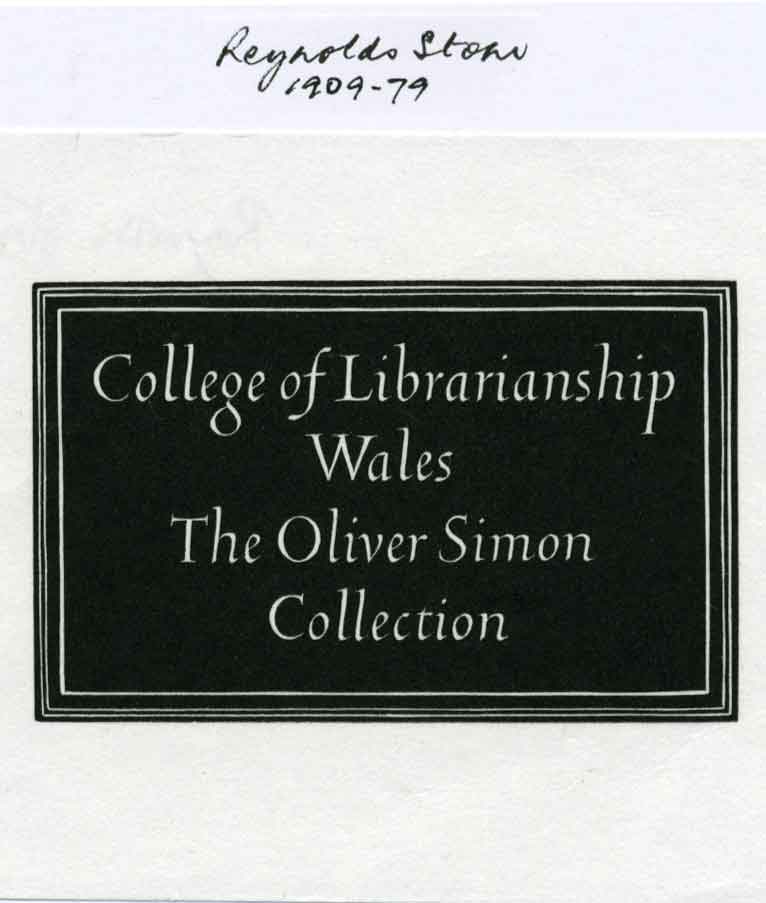 Reynolds Stone
1909-79
College of Librarianship
Wales
The Oliver Simon
Collection